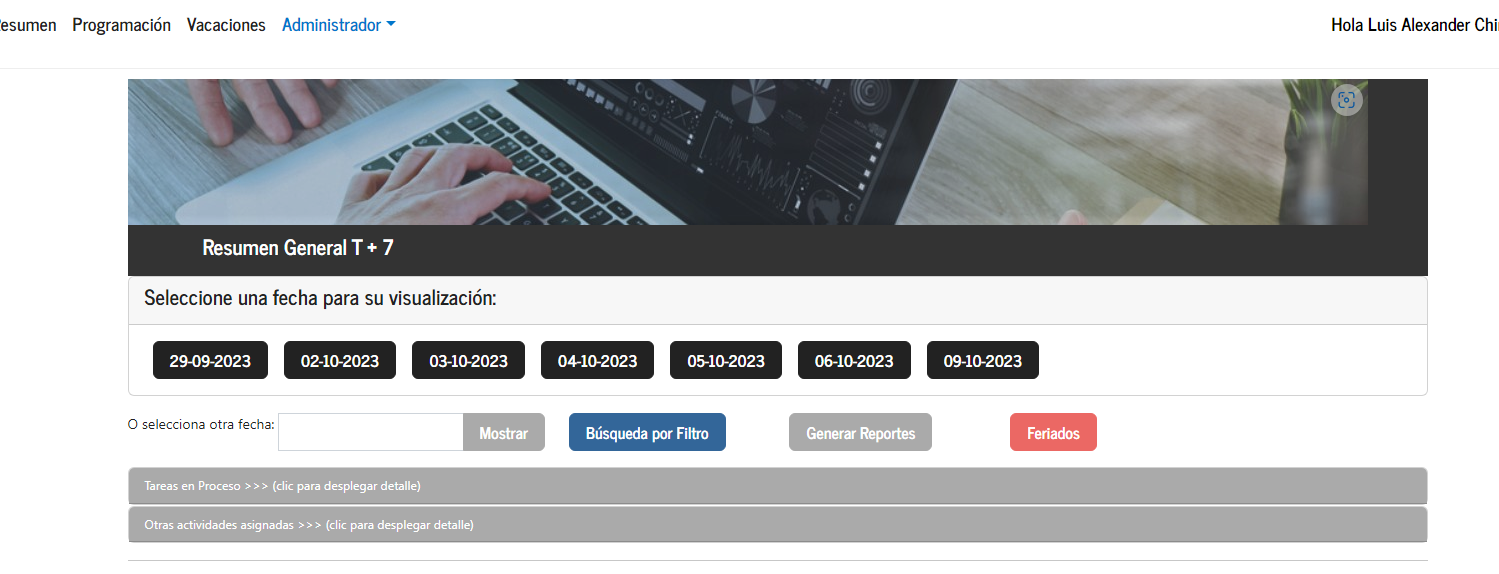 Programación Vacaciones Administrador
Hola Luis Alexander
Resumen General T + 7
Seleccione una fecha para su visualización:
29-09-2023 02-10-2023 03-10-2023 04-10-2023 05-10-2023 06-10-2023 09-10-2023
O selecciona otra fecha: Mostrar Búsqueda por Filtro Generar Reportes Feriados
Tareas en Proceso >>> (clic para desplegar detalle)
Otras actividades asignadas >>> (clic para desplegar detalle)